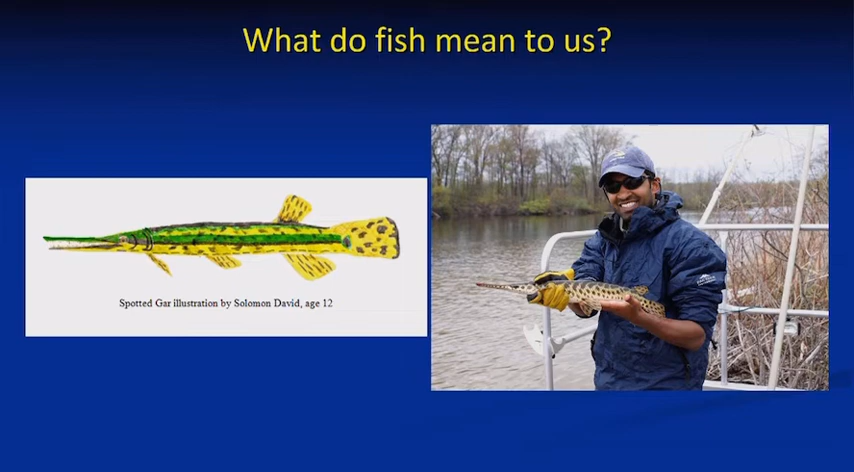 What do fish mean to us?
Spotted Gar illustration by Solomon David, age 12